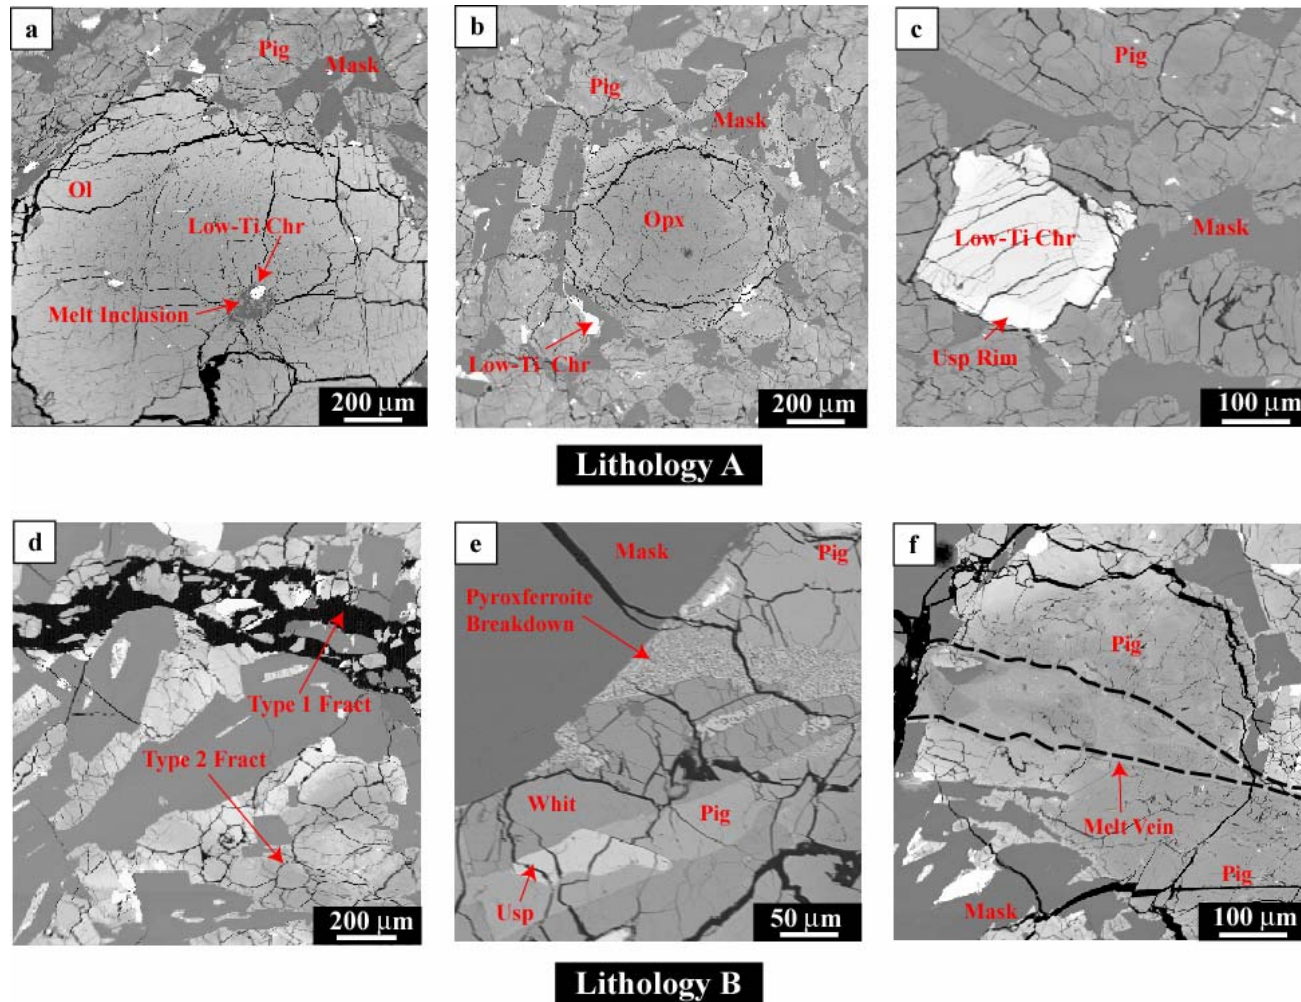 a
Pig
Mask
Ol
Low-Ti Chr
Melt Inclusion
200 μm
b
Pig
Mask
Opx
Low-Ti Chr
200 μm
c
Pig
Low-Ti Chr
Mask
Usp Rim
100 μm
Lithology A
d
Type 1 Fract
Type 2 Fract
200 μm
e
Mask
Pig
Pyroxferroite
Breakdown
Whit
Pig
Usp
50 μm
f
Pig
Melt Vein
Pig
Mask
100 μm
Lithology B